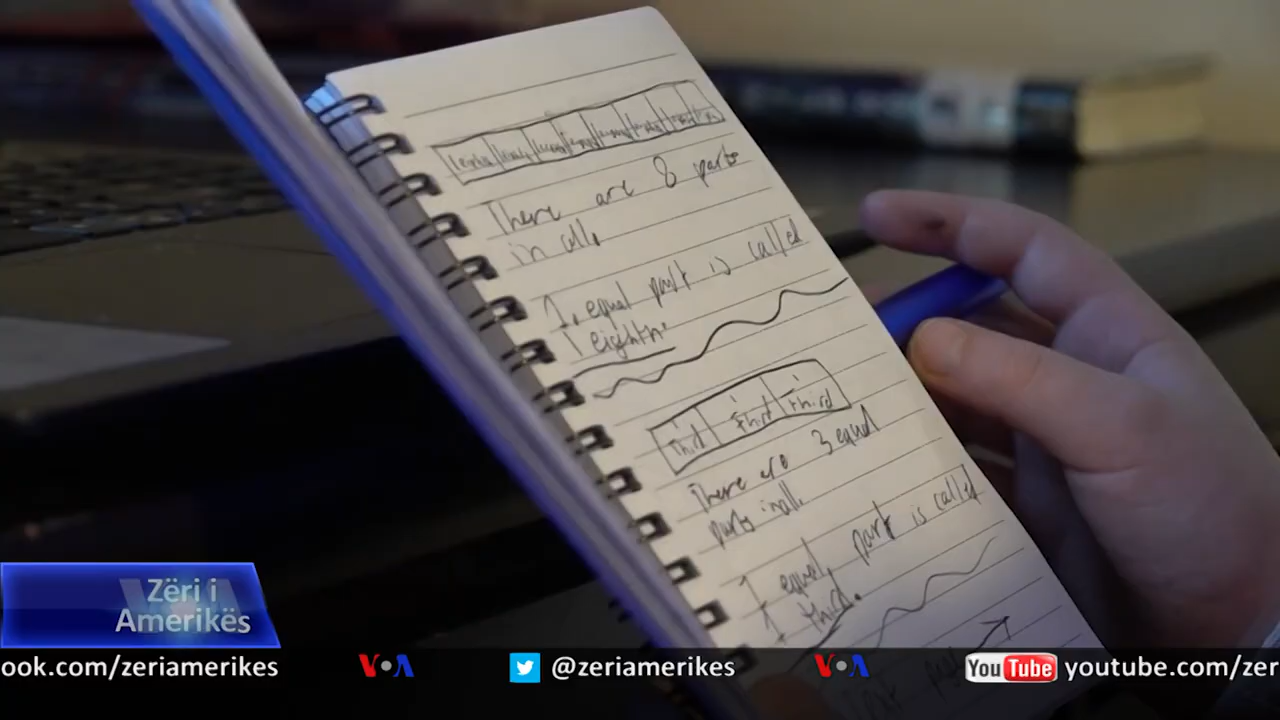 There are 8 parts
in all.
1 equal part is called
1 eighth.
third third third
There are 3 equal
parts in all.
1 equal part is called
1 third.
Zëri i
Amerikës
ook.com/zeriamerikes VOA @zeriamerikes VOA YouTube youtube.com/zer